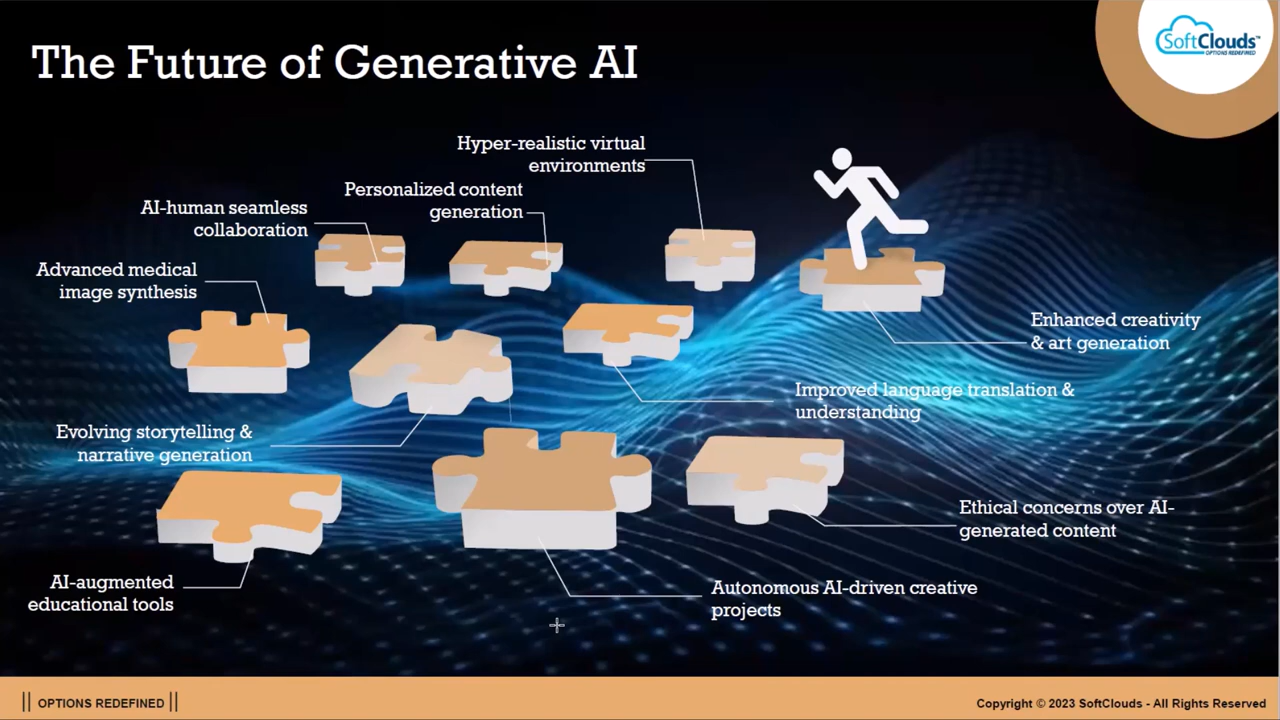 The Future of Generative AI
SoftClouds™
OPTIONS REDEFINED
Hyper-realistic virtual
environments
Personalized content
generation
AI-human seamless
collaboration
Advanced medical
image synthesis
Enhanced creativity
& art generation
Improved language translation &
understanding
Evolving storytelling &
narrative generation
Ethical concerns over AI-
generated content
AI-augmented
educational tools
Autonomous AI-driven creative
projects
|| OPTIONS REDEFINED ||
Copyright © 2023 SoftClouds - All Rights Reserved